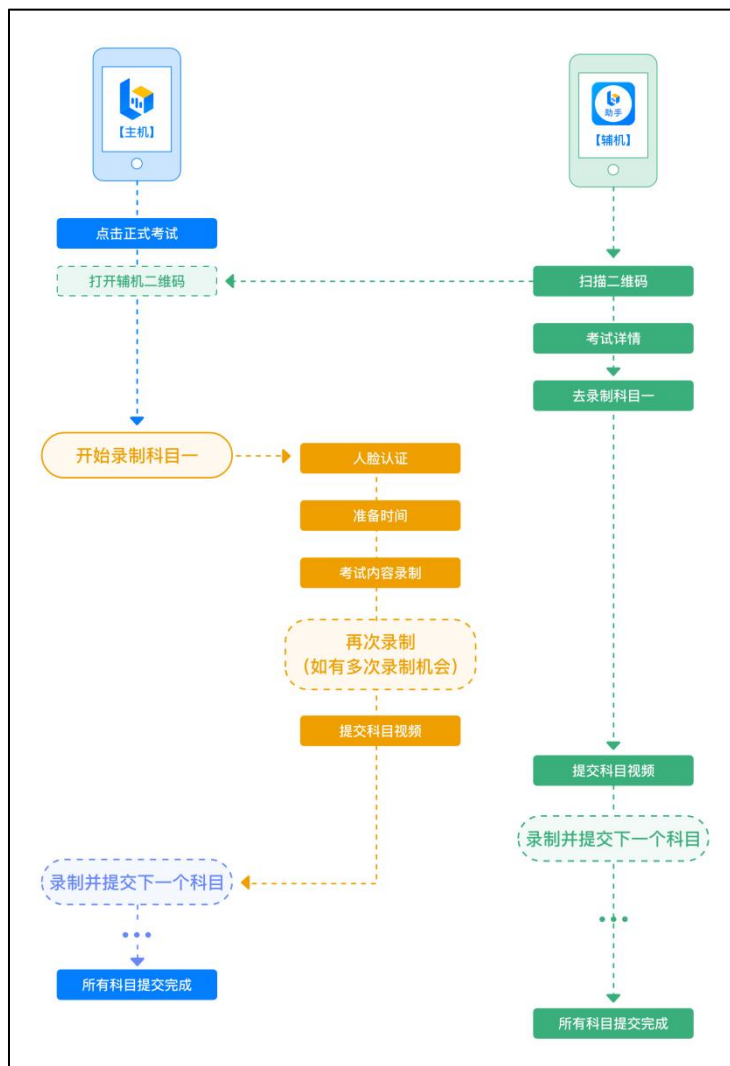 【主机】
助手
【辅机】
点击正式考试
打开辅机二维码
扫描二维码
考试详情
去录制科目一
开始录制科目一
人脸认证
准备时间
考试内容录制
再次录制
（如有多次录制机会）
提交科目视频
提交科目视频
录制并提交下一个科目
录制并提交下一个科目
所有科目提交完成
所有科目提交完成